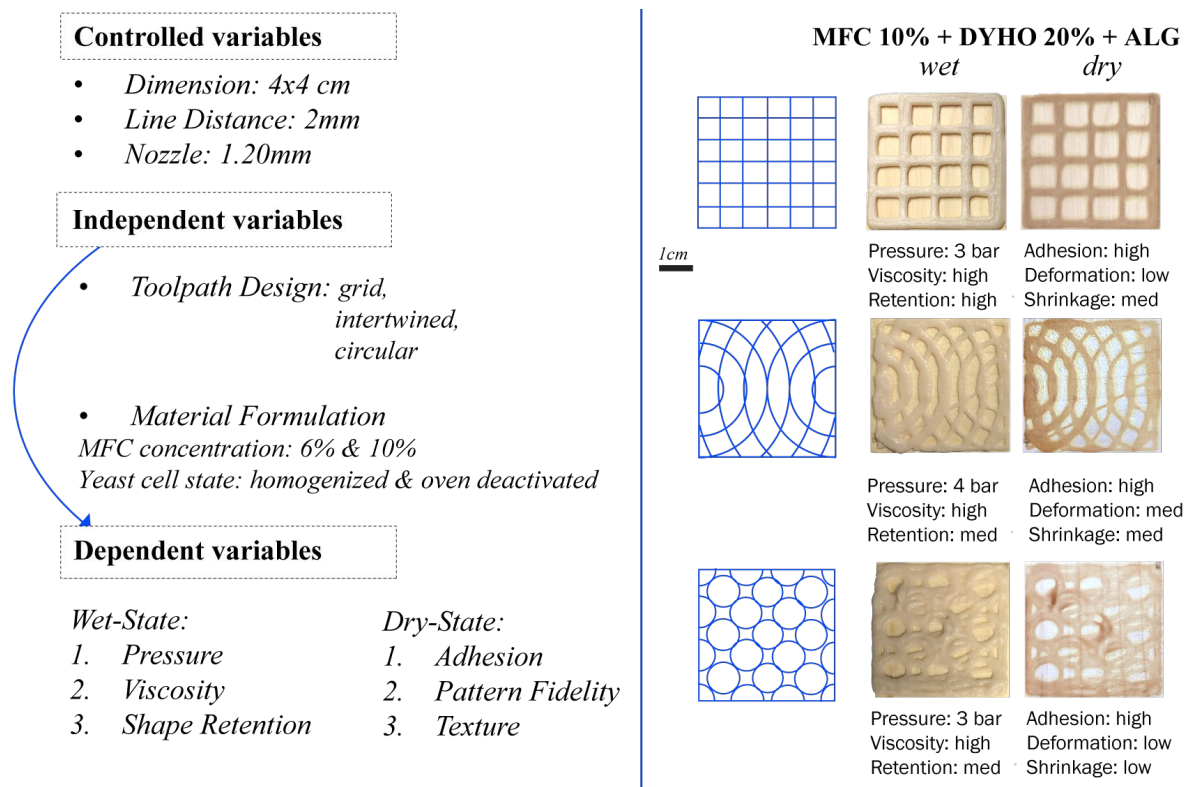 Controlled variables
• Dimension: 4x4 cm
• Line Distance: 2mm
• Nozzle: 1.20mm
Independent variables
• Toolpath Design: grid,
intertwined,
circular
• Material Formulation
MFC concentration: 6% & 10%
Yeast cell state: homogenized & oven deactivated
Dependent variables
Wet-State:
1. Pressure
2. Viscosity
3. Shape Retention
Dry-State:
1. Adhesion
2. Pattern Fidelity
3. Texture
MFC 10% + DYHO 20% + ALG
wet
dry
1cm
Pressure: 3 bar
Viscosity: high
Retention: high
Adhesion: high
Deformation: low
Shrinkage: med
Pressure: 4 bar
Viscosity: high
Retention: med
Adhesion: high
Deformation: med
Shrinkage: med
Pressure: 3 bar
Viscosity: high
Retention: med
Adhesion: high
Deformation: low
Shrinkage: low